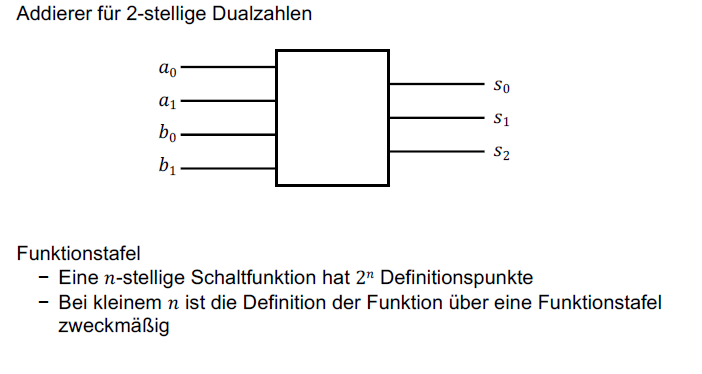 Addierer für 2-stellige Dualzahlen
a₀
a₁
b₀
b₁
s₀
s₁
s₂
Funktionstafel
− Eine n-stellige Schaltfunktion hat 2ⁿ Definitionspunkte
− Bei kleinem n ist die Definition der Funktion über eine Funktionstafel
zweckmäßig